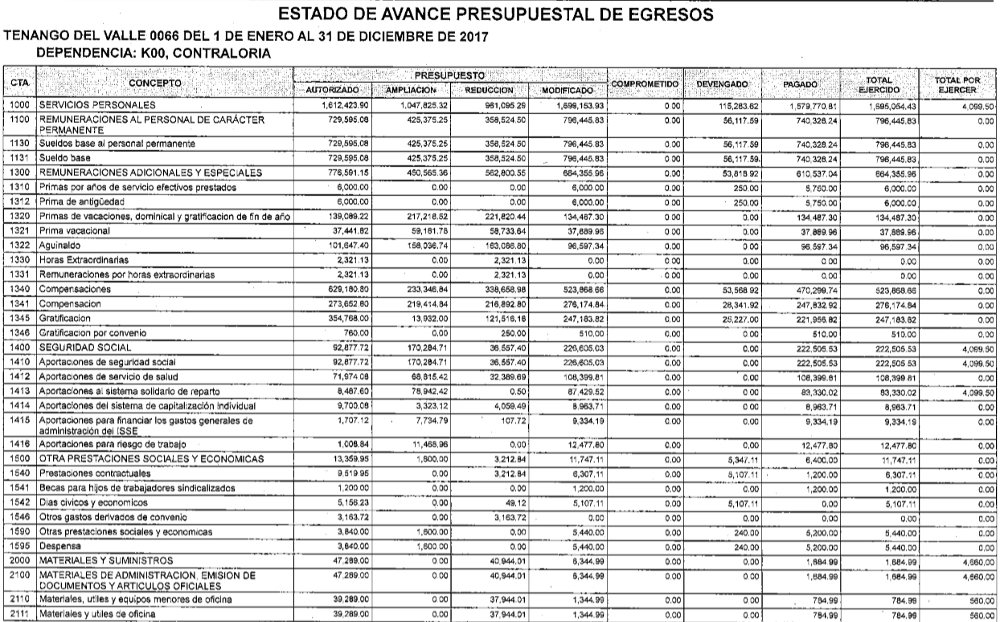 ESTADO DE AVANCE PRESUPUESTAL DE EGRESOS
TENANGO DEL VALLE 0066 DEL 1 DE ENERO AL 31 DE DICIEMBRE DE 2017
DEPENDENCIA: K00, CONTRALORIA
PRESUPUESTO
CTA CONCEPTO AUTORIZADO AMPLIACION REDUCCION MODIFICADO COMPROMETIDO DEVENGADO PAGADO TOTAL EJERCIDO TOTAL POR EJERCER
1000 SERVICIOS PERSONALES 1,612,423.90 1,047,825.32 961,095.29 1,699,153.93 0.00 115,283.62 1,579,770.81 1,695,054.43 4,099.50
1100 REMUNERACIONES AL PERSONAL DE CARÁCTER
PERMANENTE 729,595.08 425,375.25 358,524.50 796,445.83 0.00 56,117.59 740,328.24 796,445.83 0.00
1130 Sueldos base al personal permanente 729,595.08 425,375.25 358,524.50 796,445.83 0.00 56,117.59 740,328.24 796,445.83 0.00
1131 Sueldo base 729,595.08 425,375.25 358,524.50 796,445.83 0.00 56,117.59 740,328.24 796,445.83 0.00
1300 REMUNERACIONES ADICIONALES Y ESPECIALES 776,591.15 450,565.36 562,800.55 664,355.96 0.00 53,818.92 610,537.04 664,355.96 0.00
1310 Primas por años de servicio efectivos prestados 6,000.00 0.00 0.00 6,000.00 0.00 250.00 5,750.00 6,000.00 0.00
1312 Prima de antigüedad 6,000.00 0.00 0.00 6,000.00 0.00 250.00 5,750.00 6,000.00 0.00
1320 Primas de vacaciones, dominical y gratificacion de fin de año 139,089.22 217,218.52 221,820.44 134,487.30 0.00 0.00 134,487.30 134,487.30 0.00
1321 Prima vacacional 37,441.82 59,181.78 58,733.64 37,889.96 0.00 0.00 37,889.96 37,889.96 0.00
1322 Aguinaldo 101,647.40 158,036.74 163,086.80 96,597.34 0.00 0.00 96,597.34 96,597.34 0.00
1330 Horas Extraordinarias 2,321.13 0.00 2,321.13 0.00 0.00 0.00 0.00 0.00 0.00
1331 Remuneraciones por horas extraordinarias 2,321.13 0.00 2,321.13 0.00 0.00 0.00 0.00 0.00 0.00
1340 Compensaciones 629,180.80 233,346.84 338,658.98 523,868.66 0.00 53,568.92 470,299.74 523,868.66 0.00
1341 Compensacion 273,652.80 219,414.84 216,892.80 276,174.84 0.00 28,341.92 247,832.92 276,174.84 0.00
1345 Gratificacion 354,768.00 13,932.00 121,516.18 247,183.82 0.00 25,227.00 221,956.82 247,183.82 0.00
1346 Gratificacion por convenio 760.00 0.00 250.00 510.00 0.00 0.00 510.00 510.00 0.00
1400 SEGURIDAD SOCIAL 92,877.72 170,284.71 36,557.40 226,605.03 0.00 0.00 222,505.53 222,505.53 4,099.50
1410 Aportaciones de seguridad social 92,877.72 170,284.71 36,557.40 226,605.03 0.00 0.00 222,505.53 222,505.53 4,099.50
1412 Aportaciones de servicio de salud 71,974.08 68,815.42 32,389.69 108,399.81 0.00 0.00 108,399.81 108,399.81 0.00
1413 Aportaciones al sistema solidario de reparto 8,487.60 78,942.42 0.50 87,429.52 0.00 0.00 83,330.02 83,330.02 4,099.50
1414 Aportaciones del sistema de capitalización individual 9,700.08 3,323.12 4,059.49 8,963.71 0.00 0.00 8,963.71 8,963.71 0.00
1415 Aportaciones para financiar los gastos generales de
administración del ISSE 1,707.12 7,734.79 107.72 9,334.19 0.00 0.00 9,334.19 9,334.19 0.00
1416 Aportaciones para riesgo de trabajo 1,008.84 11,468.96 0.00 12,477.80 0.00 0.00 12,477.80 12,477.80 0.00
1500 OTRA PRESTACIONES SOCIALES Y ECONOMICAS 13,359.95 1,600.00 3,212.84 11,747.11 0.00 5,347.11 6,400.00 11,747.11 0.00
1540 Prestaciones contractuales 9,519.95 0.00 3,212.84 6,307.11 0.00 5,107.11 1,200.00 6,307.11 0.00
1541 Becas para hijos de trabajadores sindicalizados 1,200.00 0.00 0.00 1,200.00 0.00 0.00 1,200.00 1,200.00 0.00
1542 Dias civicos y economicos 5,156.23 0.00 49.12 5,107.11 0.00 5,107.11 0.00 5,107.11 0.00
1546 Otros gastos derivados de convenio 3,163.72 0.00 3,163.72 0.00 0.00 0.00 0.00 0.00 0.00
1590 Otras prestaciones sociales y economicas 3,840.00 1,600.00 0.00 5,440.00 0.00 240.00 5,200.00 5,440.00 0.00
1595 Despensa 3,840.00 1,600.00 0.00 5,440.00 0.00 240.00 5,200.00 5,440.00 0.00
2000 MATERIALES Y SUMINISTROS 47,289.00 0.00 40,944.01 6,344.99 0.00 0.00 1,684.99 1,684.99 4,660.00
2100 MATERIALES DE ADMINISTRACION, EMISION DE
DOCUMENTOS Y ARTICULOS OFICIALES 47,289.00 0.00 40,944.01 6,344.99 0.00 0.00 1,684.99 1,684.99 4,660.00
2110 Materiales, utiles y equipos menores de oficina 39,289.00 0.00 37,944.01 1,344.99 0.00 0.00 784.99 784.99 560.00
2111 Materiales y utiles de oficina 39,289.00 0.00 37,944.01 1,344.99 0.00 0.00 784.99 784.99 560.00